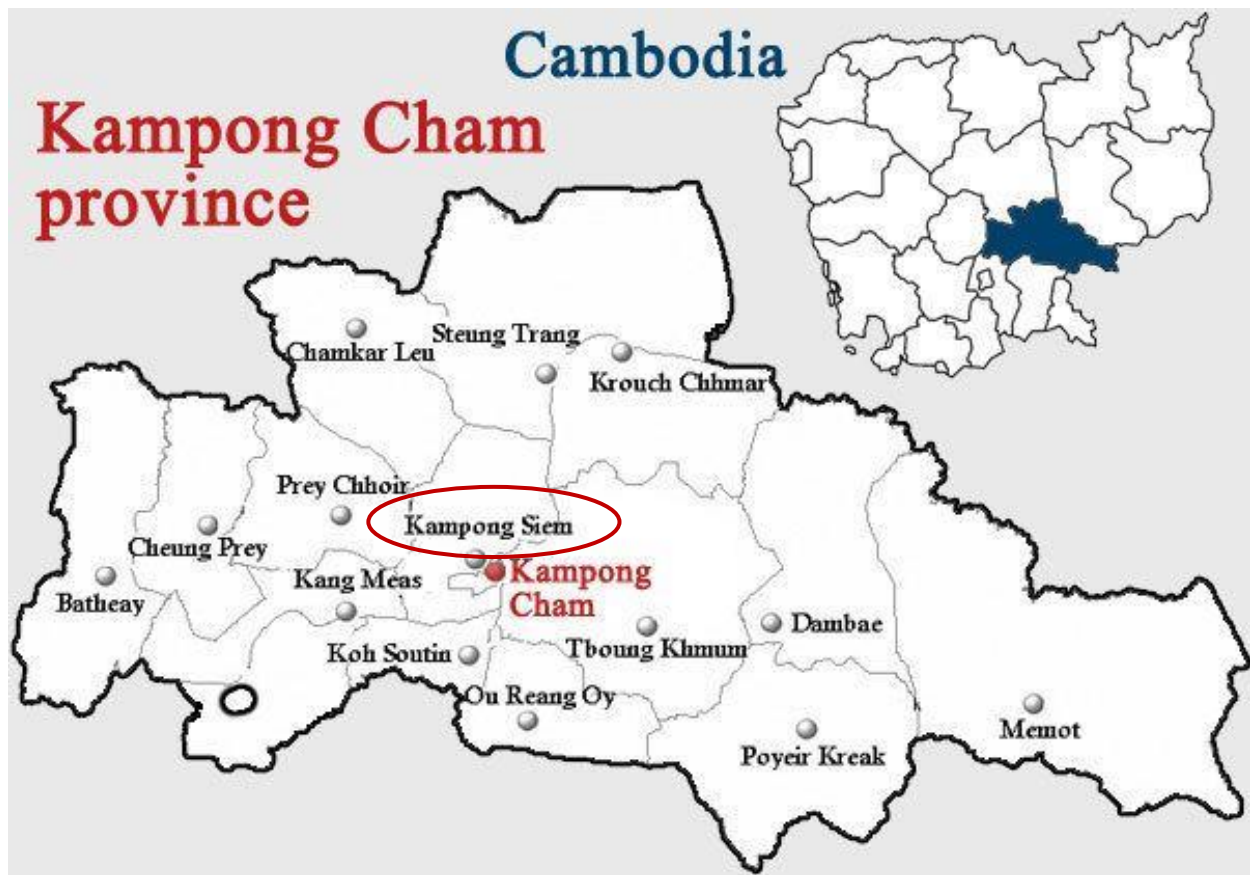 Cambodia
Kampong Cham
province
Steung Trang
Chamkar Leu
Krouch Chhmar
Prey Chhoir
Kampong Siem
Cheung Prey
Kang Meas
Kampong
Cham
Batheay
Dambae
Koh Soutin
Tboung Khmum
Ou Reang Oy
Memot
Poyeir Kreak